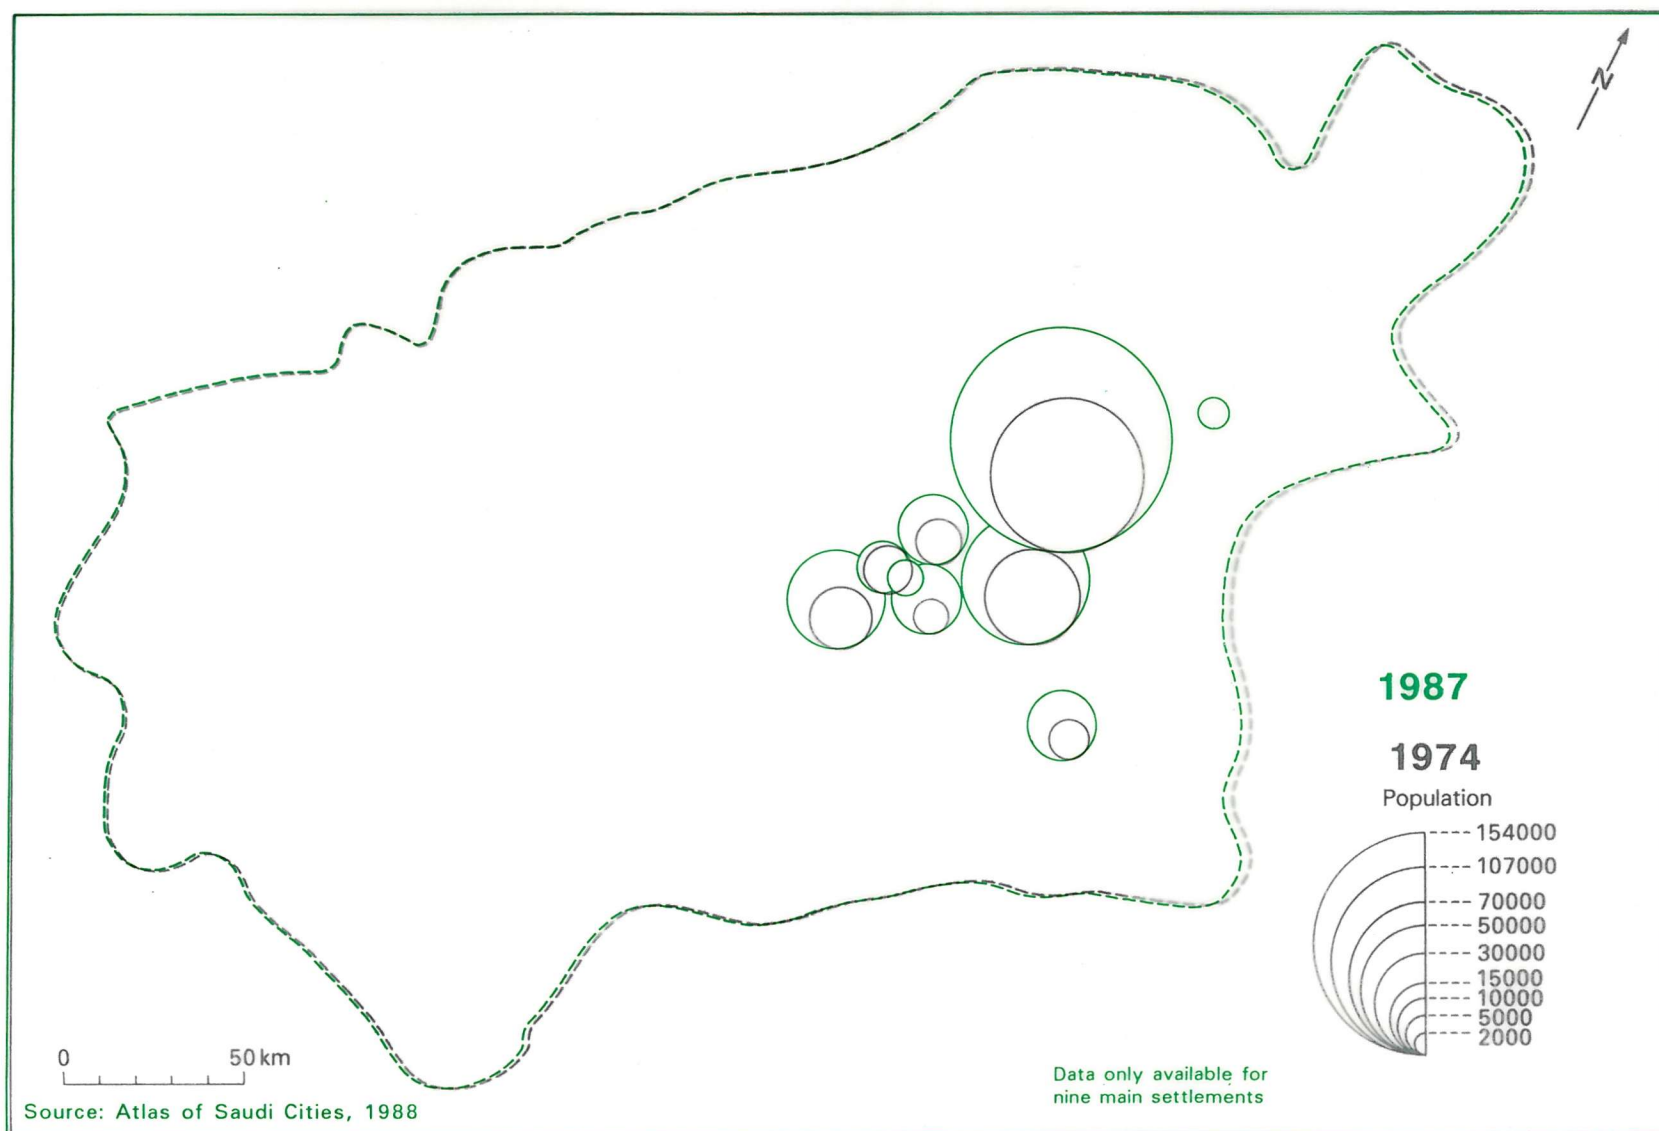 N
1987
1974
Population
154000
107000
70000
50000
30000
15000
10000
5000
2000
0 50 km
Data only available for
nine main settlements
Source: Atlas of Saudi Cities, 1988